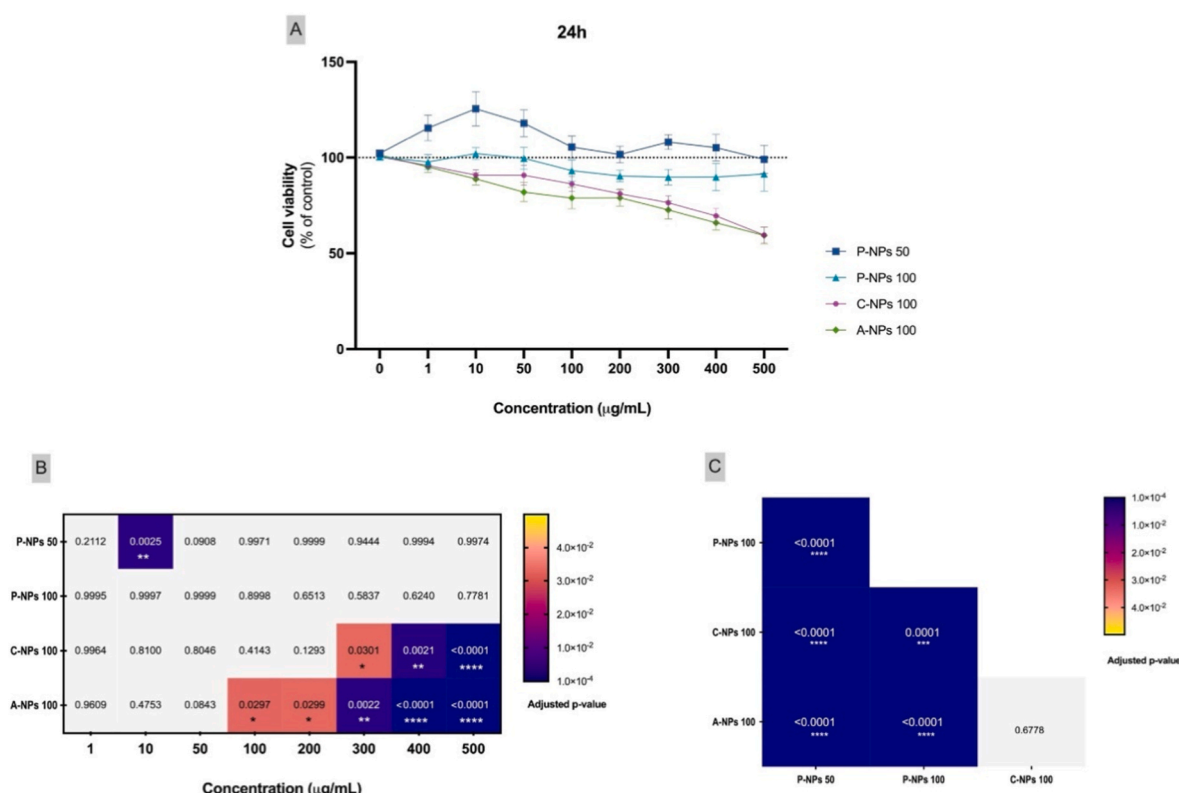 A
24h
150
100
50
0
Cell viability
(% of control)
0 1 10 50 100 200 300 400 500
Concentration (μg/mL)
P-NPs 50
P-NPs 100
C-NPs 100
A-NPs 100
B
P-NPs 50 0.2112 0.0025 0.0908 0.9971 0.9999 0.9444 0.9994 0.9974
**
P-NPs 100 0.9995 0.9997 0.9999 0.8998 0.6513 0.5837 0.6240 0.7781
C-NPs 100 0.9964 0.8100 0.8046 0.4143 0.1293 0.0301 0.0021 <0.0001
* ** ****
A-NPs 100 0.9609 0.4753 0.0843 0.0297 0.0299 0.0022 <0.0001 <0.0001
* * ** **** ****
1 10 50 100 200 300 400 500
Concentration (μg/mL)
4.0×10⁻²
3.0×10⁻²
2.0×10⁻²
1.0×10⁻²
1.0×10⁻⁴
Adjusted p-value
C
P-NPs 100 <0.0001
****
C-NPs 100 <0.0001 0.0001
**** ***
A-NPs 100 <0.0001 <0.0001 0.6778
**** ****
P-NPs 50 P-NPs 100 C-NPs 100
1.0×10⁻⁴
1.0×10⁻²
2.0×10⁻²
3.0×10⁻²
4.0×10⁻²
Adjusted p-value